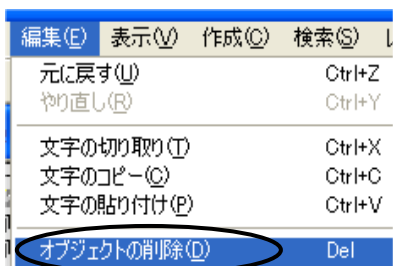 編集(E) 表示(V) 作成(C) 検索(S)
元に戻す(U) Ctrl+Z
やり直し(R) Ctrl+Y
文字の切り取り(T) Ctrl+X
文字のコピー(C) Ctrl+C
文字の貼り付け(P) Ctrl+V
オブジェクトの削除(D) Del